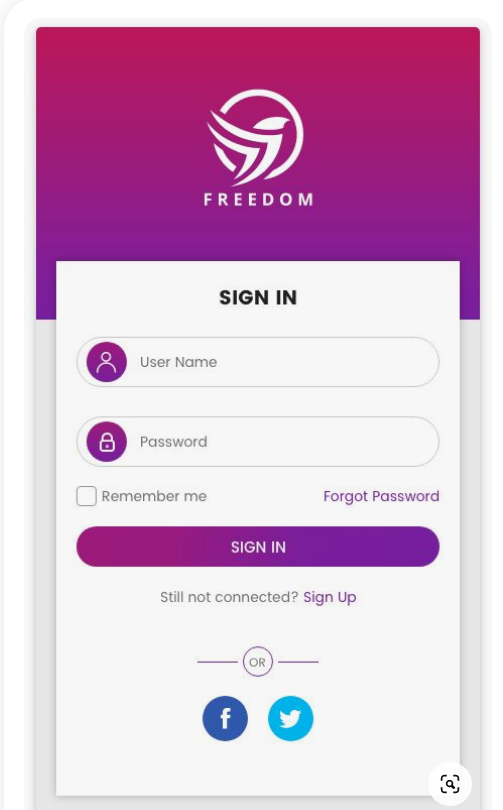 FREEDOM
SIGN IN
User Name
Password
Remember me Forgot Password
SIGN IN
Still not connected? Sign Up
OR
f